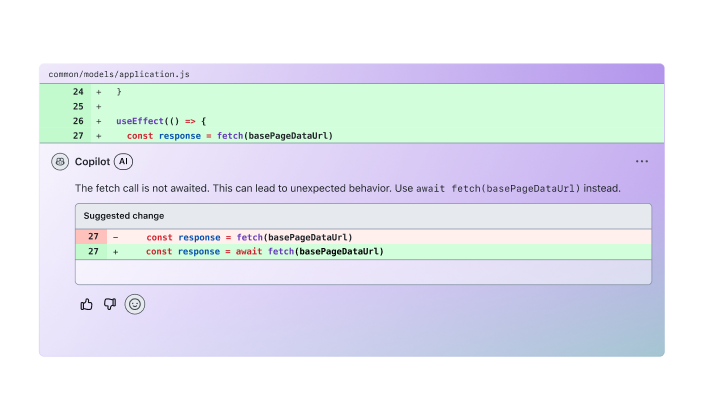 common/models/application.js
24 + }
25 +
26 + useEffect(() => {
27 + const response = fetch(basePageDataUrl)
Copilot AI ...
The fetch call is not awaited. This can lead to unexpected behavior. Use await fetch(basePageDataUrl) instead.
Suggested change
27 – const response = fetch(basePageDataUrl)
27 + const response = await fetch(basePageDataUrl)